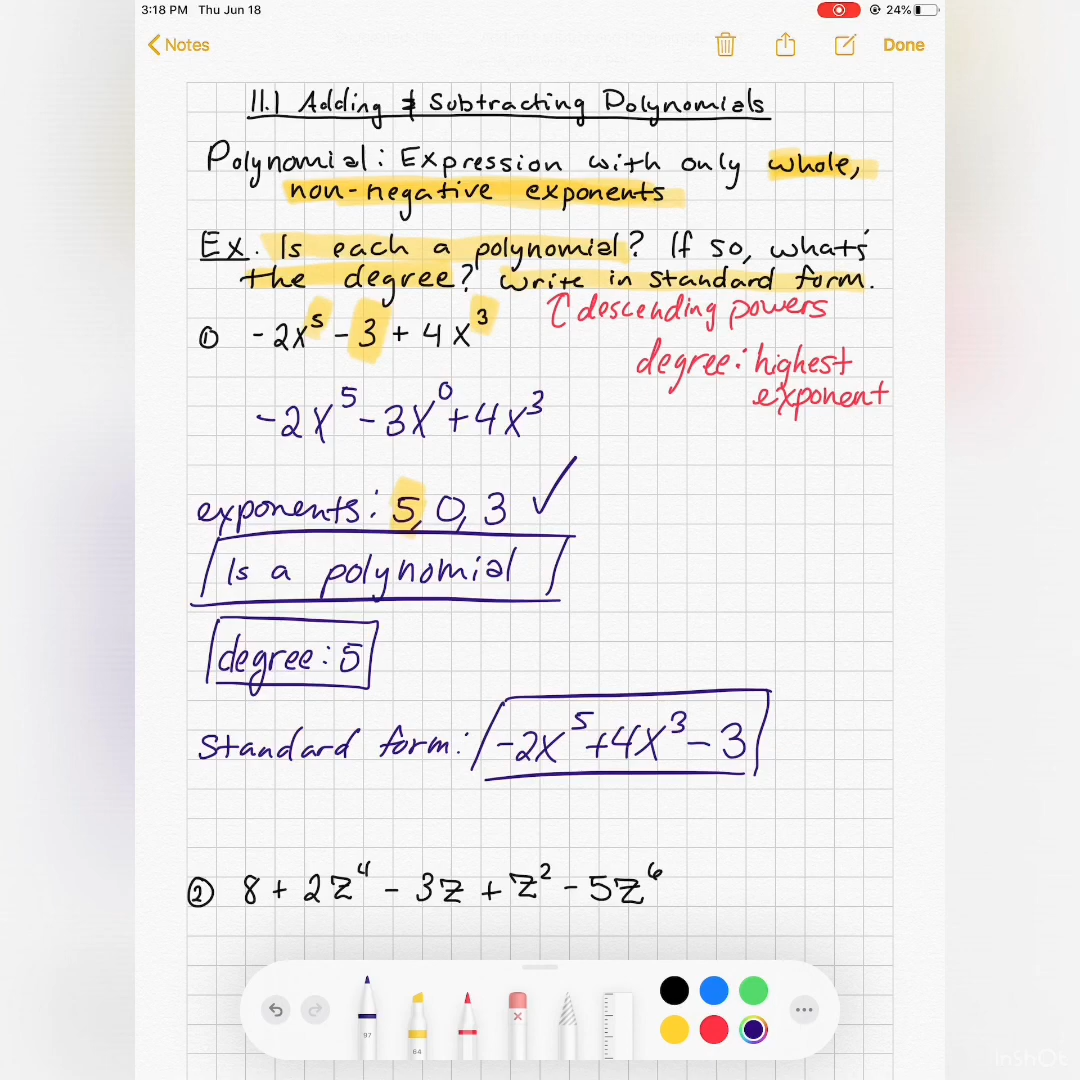 3:18 PM Thu Jun 18
24%
Notes
Done
11.1 Adding & Subtracting Polynomials
Polynomial: Expression with only whole,
non-negative exponents
Ex. Is each a polynomial? If so, what's
the degree? Write in standard form.
↑ descending powers
① -2x⁵ - 3 + 4x³
degree: highest
exponent
-2x⁵ - 3x⁰ + 4x³
exponents: 5, 0, 3 ✓
Is a polynomial
degree: 5
Standard form: -2x⁵ + 4x³ - 3
② 8 + 2z⁴ - 3z + z² - 5z⁶
97
64
InShOt